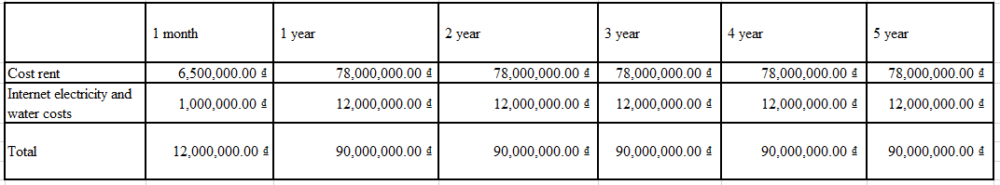 1 month 1 year 2 year 3 year 4 year 5 year
Cost rent 6,500,000.00 ₫ 78,000,000.00 ₫ 78,000,000.00 ₫ 78,000,000.00 ₫ 78,000,000.00 ₫ 78,000,000.00 ₫
Internet electricity and
water costs 1,000,000.00 ₫ 12,000,000.00 ₫ 12,000,000.00 ₫ 12,000,000.00 ₫ 12,000,000.00 ₫ 12,000,000.00 ₫
Total 12,000,000.00 ₫ 90,000,000.00 ₫ 90,000,000.00 ₫ 90,000,000.00 ₫ 90,000,000.00 ₫ 90,000,000.00 ₫